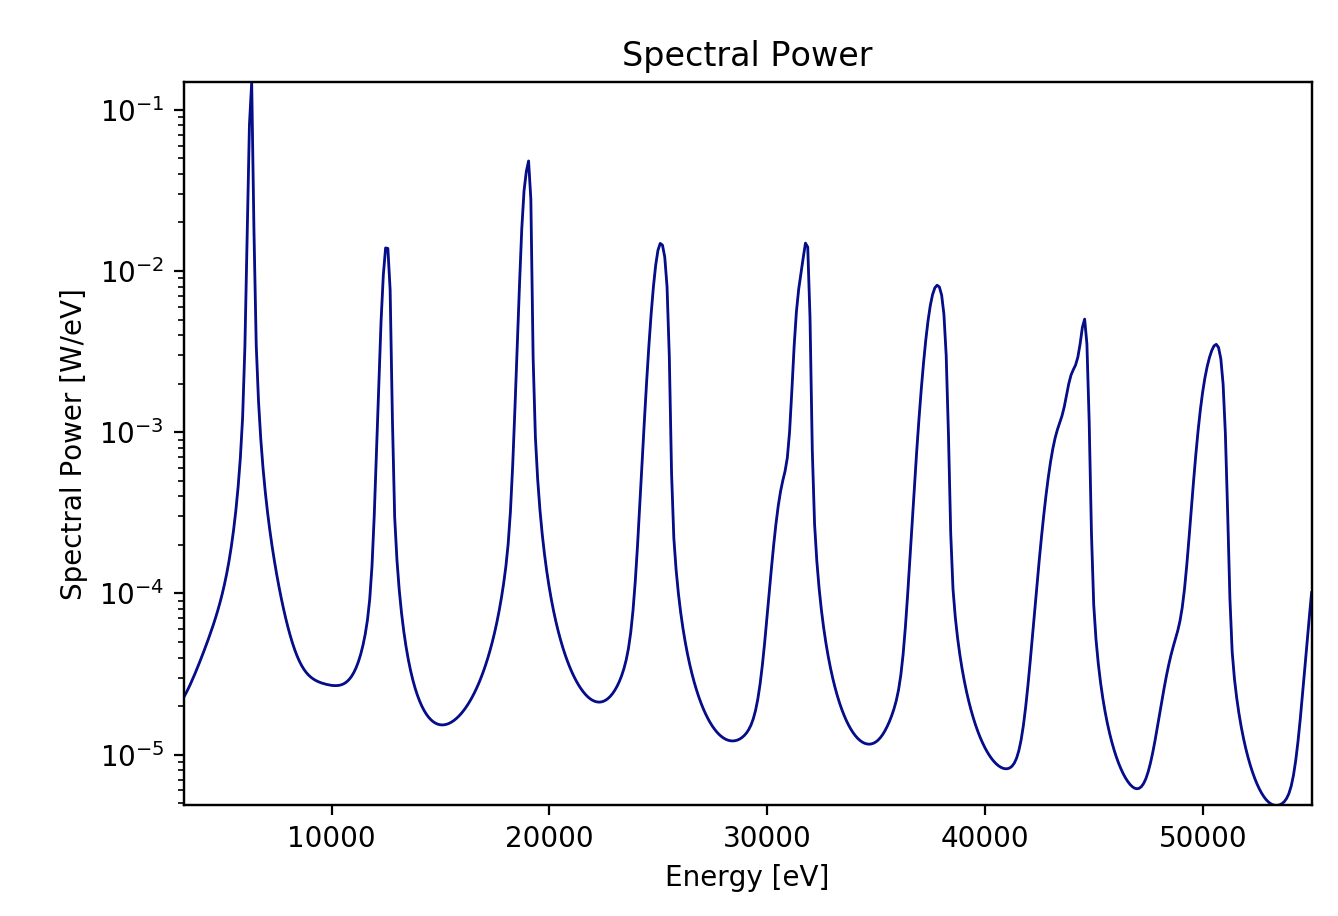 Spectral Power
10⁻¹
10⁻²
10⁻³
10⁻⁴
10⁻⁵
Spectral Power [W/eV]
10000 20000 30000 40000 50000
Energy [eV]